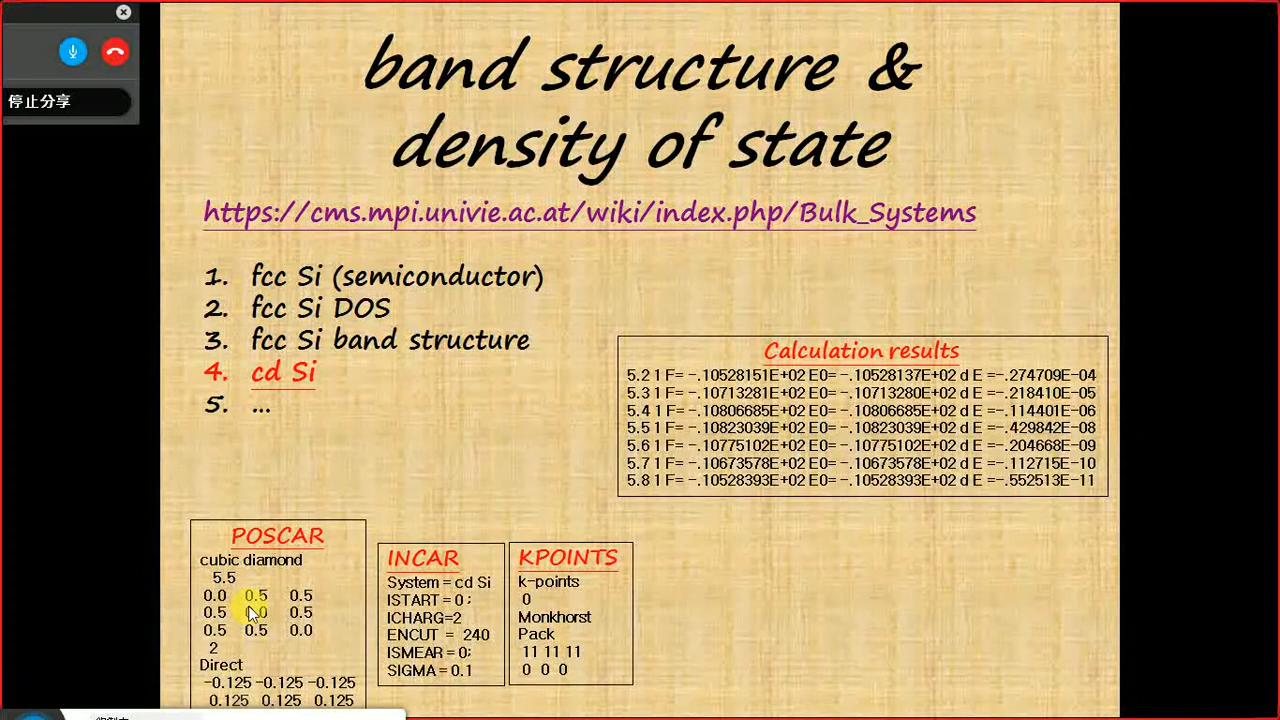 停止分享
band structure &
density of state
https://cms.mpi.univie.ac.at/wiki/index.php/Bulk_Systems
1. fcc Si (semiconductor)
2. fcc Si DOS
3. fcc Si band structure
4. cd Si
5. ...
Calculation results
5.2 1 F= -.10528151E+02 E0= -.10528137E+02 d E =-.274709E-04
5.3 1 F= -.10713281E+02 E0= -.10713280E+02 d E =-.218410E-05
5.4 1 F= -.10806685E+02 E0= -.10806685E+02 d E =-.114401E-06
5.5 1 F= -.10823039E+02 E0= -.10823039E+02 d E =-.429842E-08
5.6 1 F= -.10775102E+02 E0= -.10775102E+02 d E =-.204668E-09
5.7 1 F= -.10673578E+02 E0= -.10673578E+02 d E =-.112715E-10
5.8 1 F= -.10528393E+02 E0= -.10528393E+02 d E =-.552513E-11
POSCAR
cubic diamond
5.5
0.0 0.5 0.5
0.5 0.0 0.5
0.5 0.5 0.0
2
Direct
-0.125 -0.125 -0.125
0.125 0.125 0.125
INCAR
System = cd Si
ISTART = 0 ;
ICHARG=2
ENCUT = 240
ISMEAR = 0;
SIGMA = 0.1
KPOINTS
k-points
0
Monkhorst
Pack
11 11 11
0 0 0